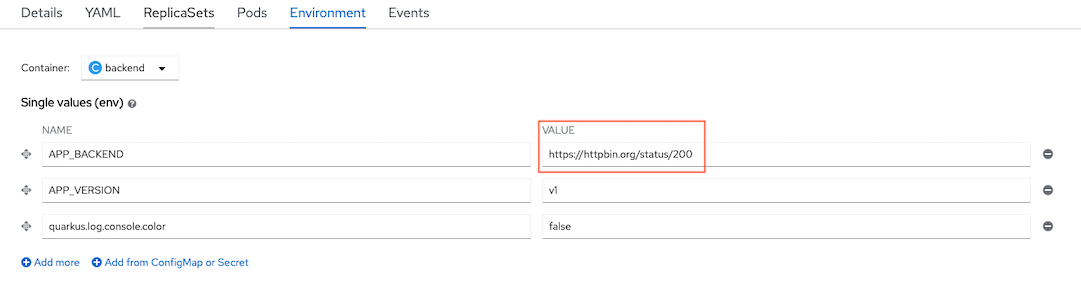 Details YAML ReplicaSets Pods Environment Events
Container: C backend
Single values (env)
NAME VALUE
APP_BACKEND https://httpbin.org/status/200
APP_VERSION v1
quarkus.log.console.color false
Add more Add from ConfigMap or Secret